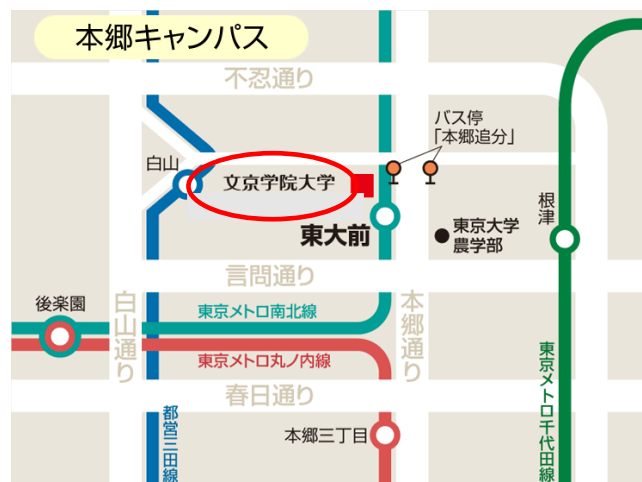 本郷キャンパス
不忍通り
バス停
「本郷追分」
白山
文京学院大学
根津
東大前
東京大学
農学部
言問通り
後楽園
白山通り
東京メトロ南北線
本郷通り
東京メトロ丸ノ内線
東京メトロ千代田線
春日通り
都営三田線
本郷三丁目